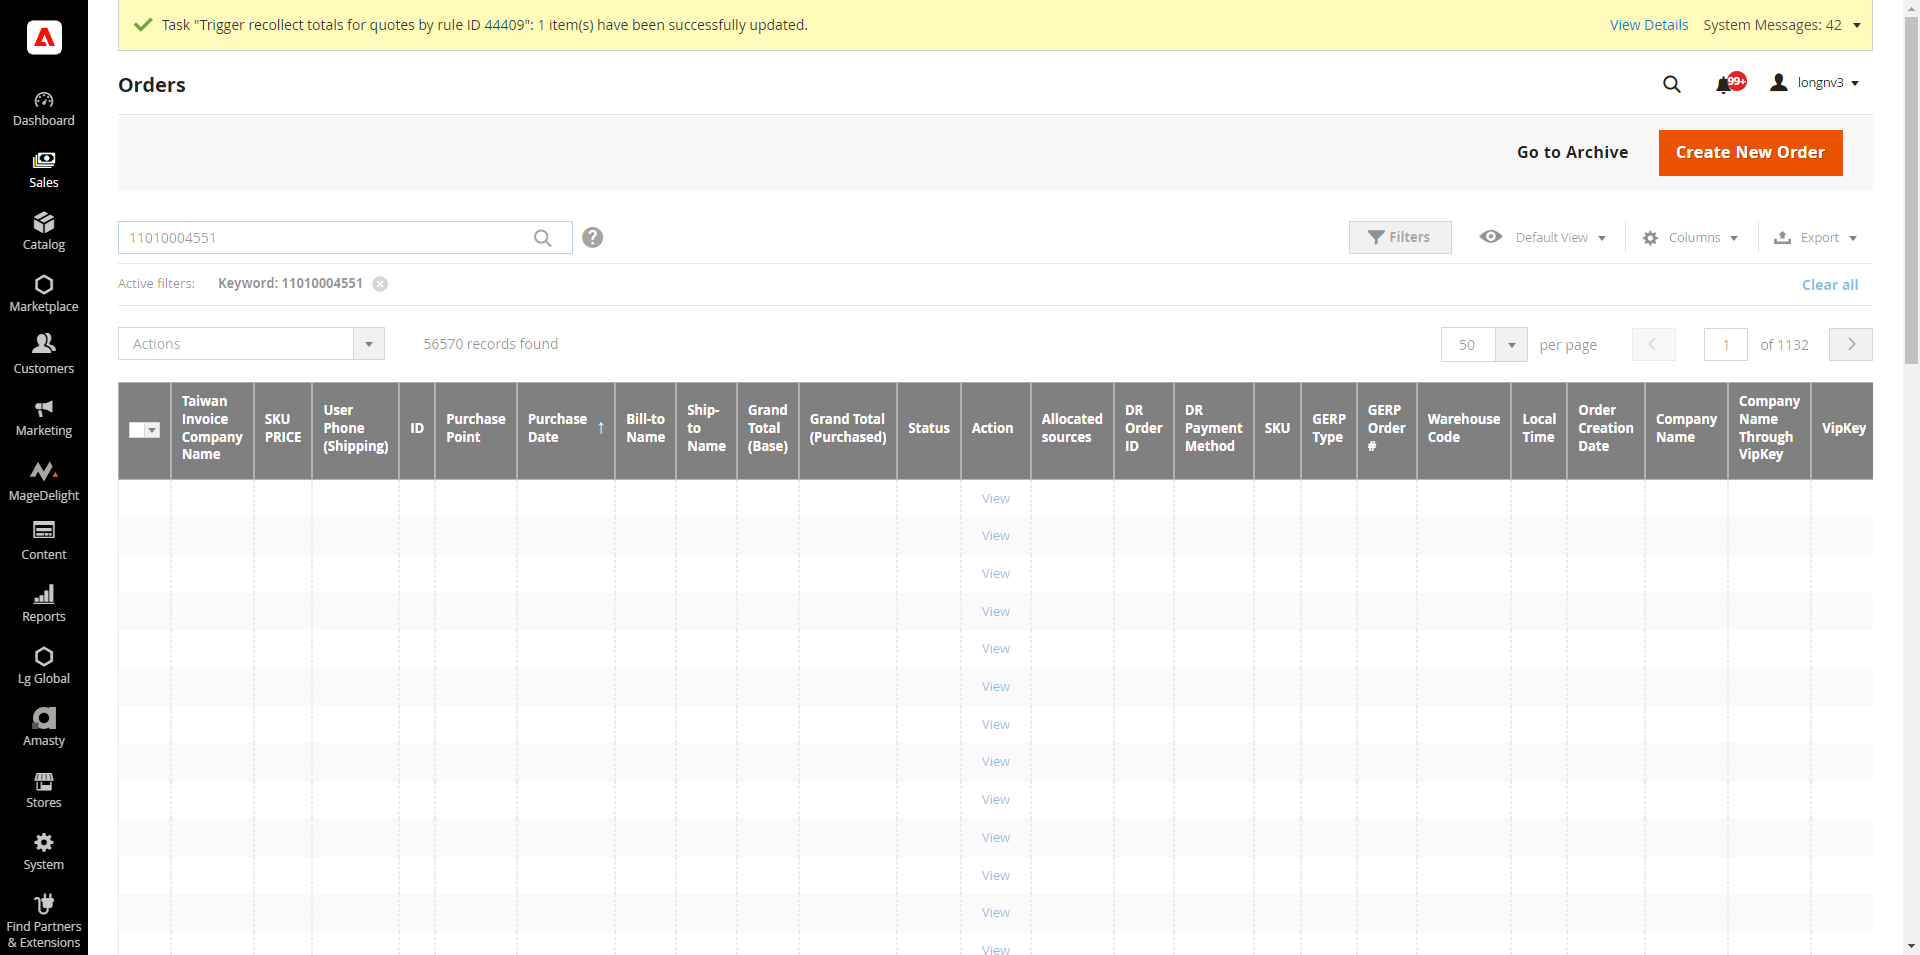 Task "Trigger recollect totals for quotes by rule ID 44409": 1 item(s) have been successfully updated.
View Details
System Messages: 42
Orders
99+
longnv3
Go to Archive
Create New Order
11010004551
?
Filters
Default View
Columns
Export
Active filters:
Keyword: 11010004551
Clear all
Actions
56570 records found
50
per page
1
of 1132
Taiwan
Invoice
Company
Name
SKU
PRICE
User
Phone
(Shipping)
ID
Purchase
Point
Purchase
Date
↑
Bill-to
Name
Ship-
to
Name
Grand
Total
(Base)
Grand Total
(Purchased)
Status
Action
Allocated
sources
DR
Order
ID
DR
Payment
Method
SKU
GERP
Type
GERP
Order
#
Warehouse
Code
Local
Time
Order
Creation
Date
Company
Name
Company
Name
Through
VipKey
VipKey
View
View
View
View
View
View
View
View
View
View
View
View
View
Dashboard
Sales
Catalog
Marketplace
Customers
Marketing
MageDelight
Content
Reports
Lg Global
Amasty
Stores
System
Find Partners
& Extensions